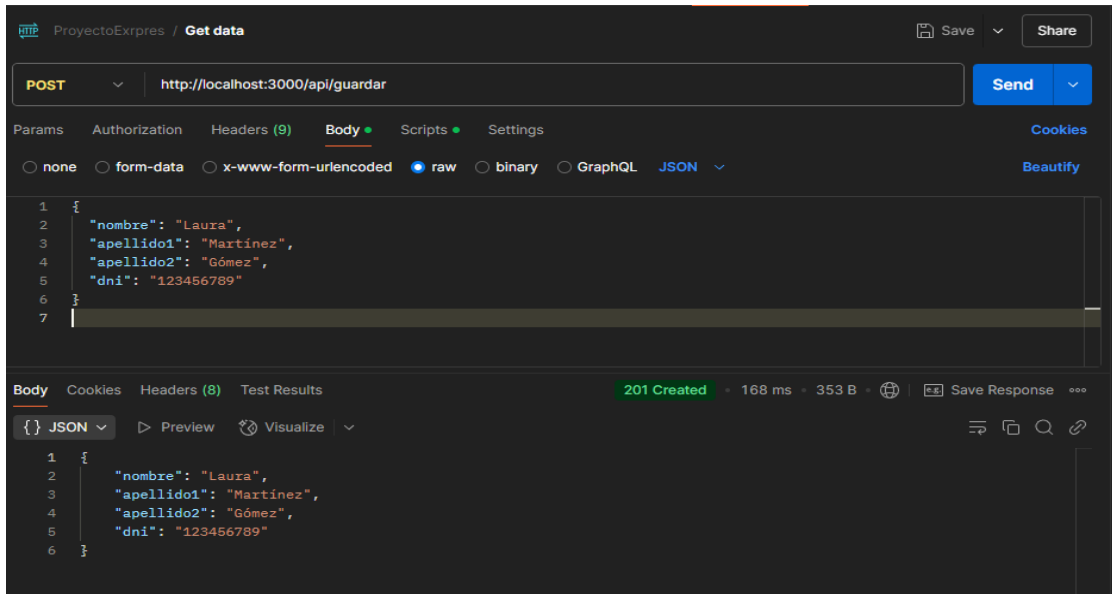 HTTP ProyectoExrpres / Get data Save Share
POST http://localhost:3000/api/guardar Send
Params Authorization Headers (9) Body Scripts Settings Cookies
none form-data x-www-form-urlencoded raw binary GraphQL JSON Beautify
1 {
2 "nombre": "Laura",
3 "apellido1": "Martínez",
4 "apellido2": "Gómez",
5 "dni": "123456789"
6 }
7
Body Cookies Headers (8) Test Results 201 Created 168 ms 353 B e.g. Save Response
{} JSON Preview Visualize
1 {
2 "nombre": "Laura",
3 "apellido1": "Martínez",
4 "apellido2": "Gómez",
5 "dni": "123456789"
6 }